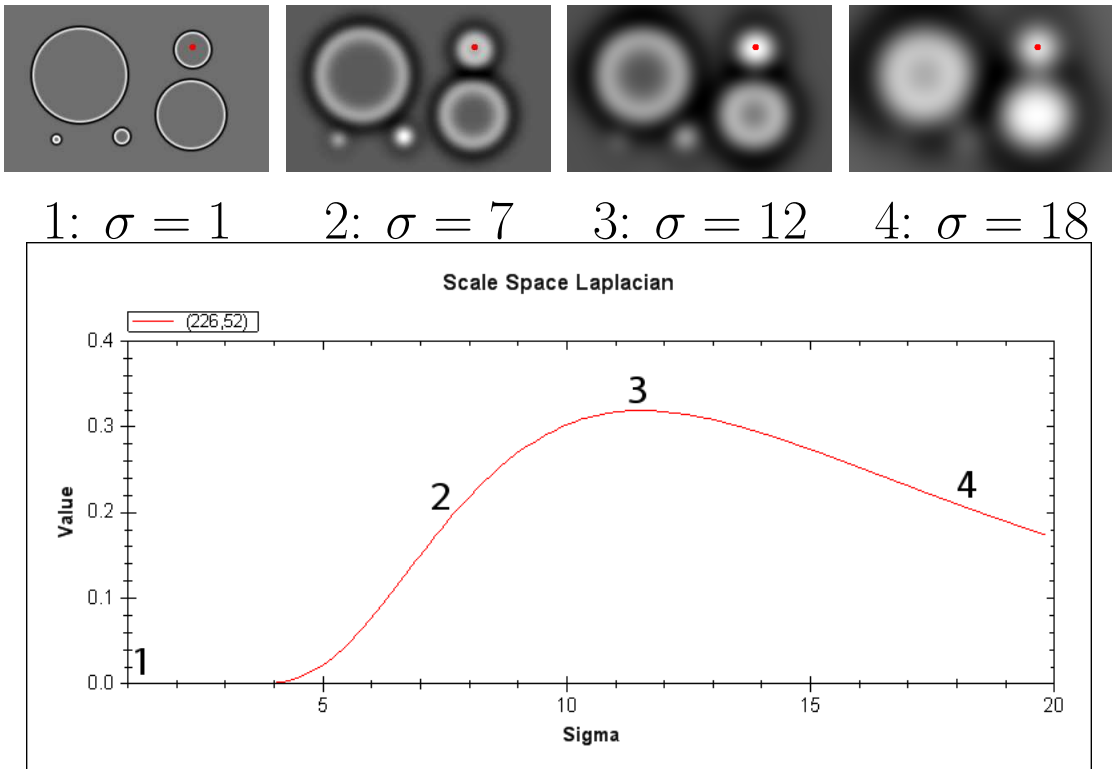 1: σ = 1 2: σ = 7 3: σ = 12 4: σ = 18
Scale Space Laplacian
(226,52)
0.4
3
0.3
2
4
0.2
Value
0.1
1
0.0
5 10 15 20
Sigma